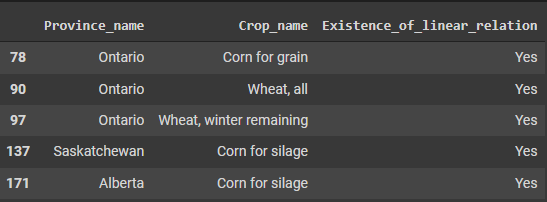 Province_name Crop_name Existence_of_linear_relation
78 Ontario Corn for grain Yes
90 Ontario Wheat, all Yes
97 Ontario Wheat, winter remaining Yes
137 Saskatchewan Corn for silage Yes
171 Alberta Corn for silage Yes